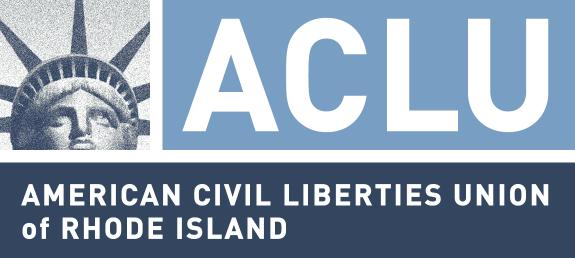 ACLU
AMERICAN CIVIL LIBERTIES UNION
of RHODE ISLAND